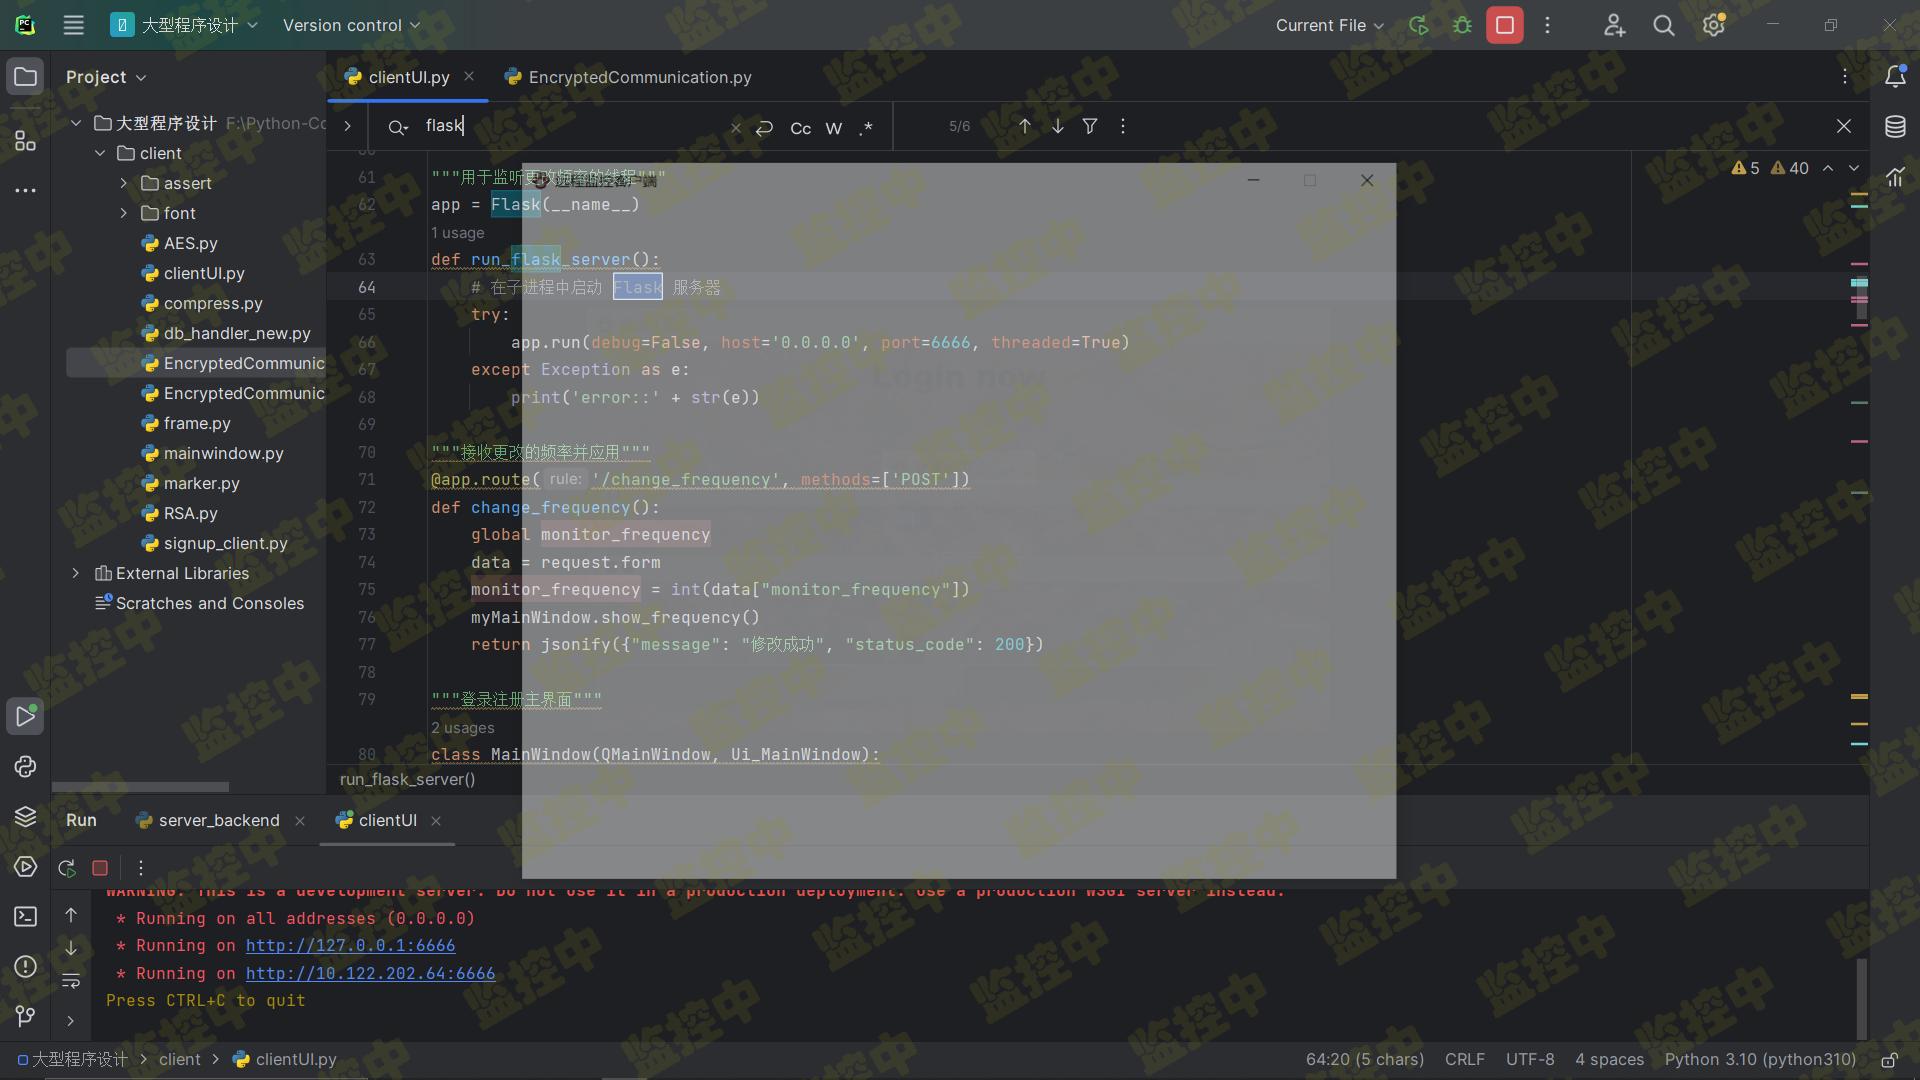 大型程序设计
Version control
Current File
Project
clientUI.py
EncryptedCommunication.py
大型程序设计 F:\Python-Co
client
assert
font
AES.py
clientUI.py
compress.py
db_handler_new.py
EncryptedCommunic
EncryptedCommunic
frame.py
mainwindow.py
marker.py
RSA.py
signup_client.py
External Libraries
Scratches and Consoles
flask
Cc W .*
5/6
5 40
61 """用于监听更改频率的线程"""
远程监控客户端
62 app = Flask(__name__)
1 usage
63 def run_flask_server():
64 # 在子进程中启动 Flask 服务器
65 try:
66 app.run(debug=False, host='0.0.0.0', port=6666, threaded=True)
67 except Exception as e:
Login now
68 print('error::' + str(e))
69
70 """接收更改的频率并应用"""
71 @app.route( rule: '/change_frequency', methods=['POST'])
72 def change_frequency():
73 global monitor_frequency
74 data = request.form
75 monitor_frequency = int(data["monitor_frequency"])
76 myMainWindow.show_frequency()
77 return jsonify({"message": "修改成功", "status_code": 200})
78
79 """登录注册主界面"""
2 usages
80 class MainWindow(QMainWindow, Ui_MainWindow):
run_flask_server()
Run
server_backend
clientUI
WARNING: This is a development server. Do not use it in a production deployment. Use a production WSGI server instead.
* Running on all addresses (0.0.0.0)
* Running on http://127.0.0.1:6666
* Running on http://10.122.202.64:6666
Press CTRL+C to quit
大型程序设计 > client > clientUI.py
64:20 (5 chars)
CRLF
UTF-8
4 spaces
Python 3.10 (python310)
监控中